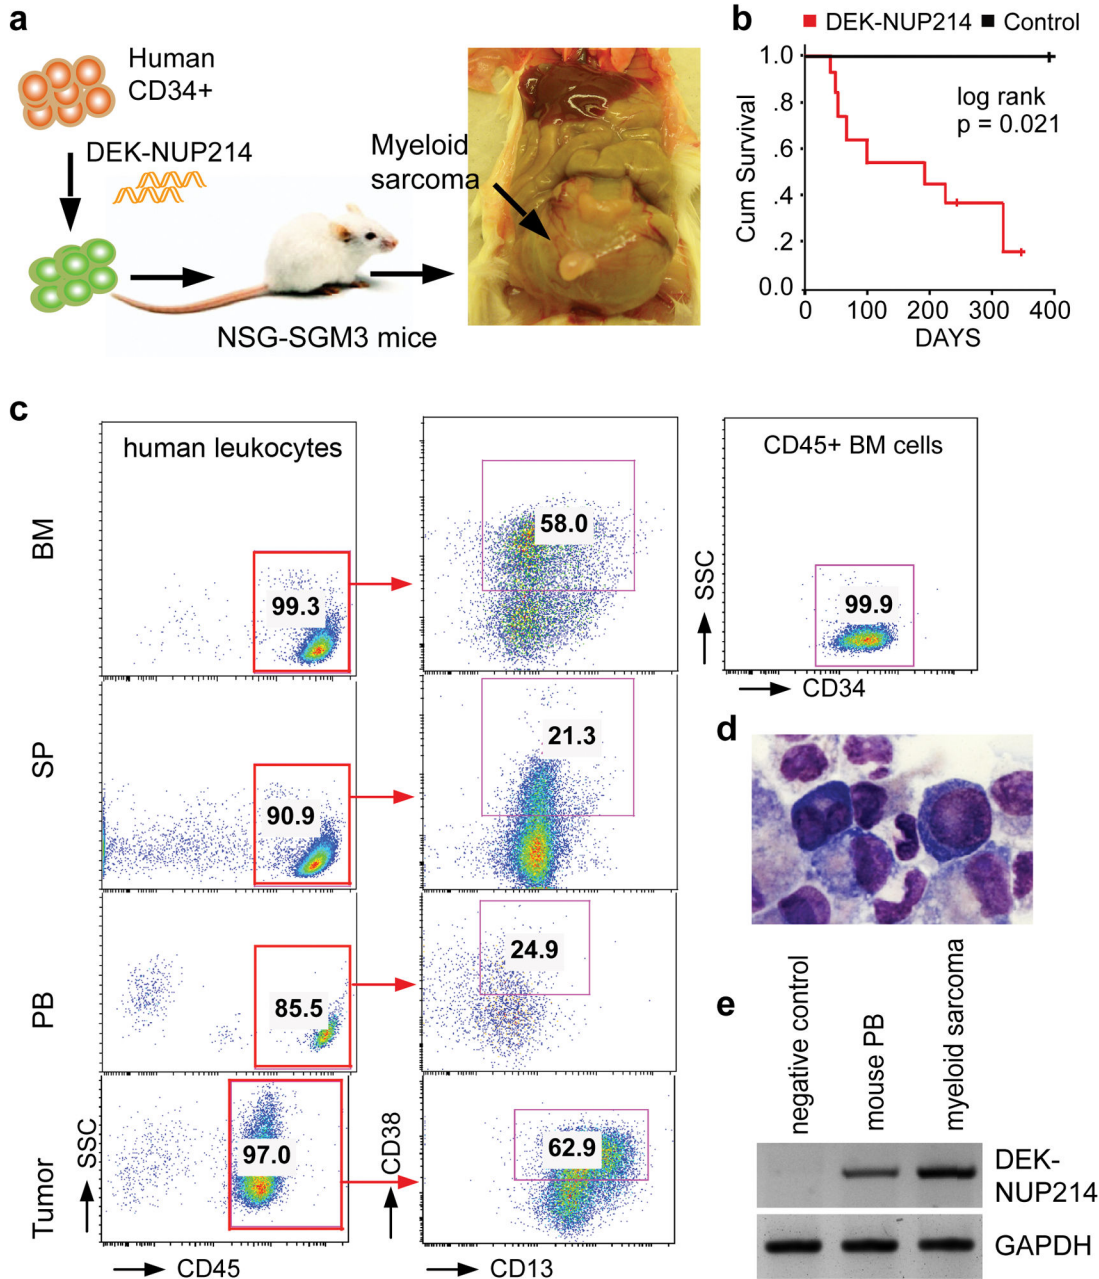 a
Human
CD34+
DEK-NUP214
NSG-SGM3 mice
Myeloid
sarcoma
b
DEK-NUP214 Control
1.0
.8
.6
.4
.2
0.0
Cum Survival
log rank
p = 0.021
0 100 200 300 400
DAYS
c
human leukocytes
BM
99.3
58.0
CD45+ BM cells
99.9
SSC
CD34
SP
90.9
21.3
PB
85.5
24.9
Tumor
SSC
97.0
CD38
62.9
CD45
CD13
d
e
negative control
mouse PB
myeloid sarcoma
DEK-
NUP214
GAPDH